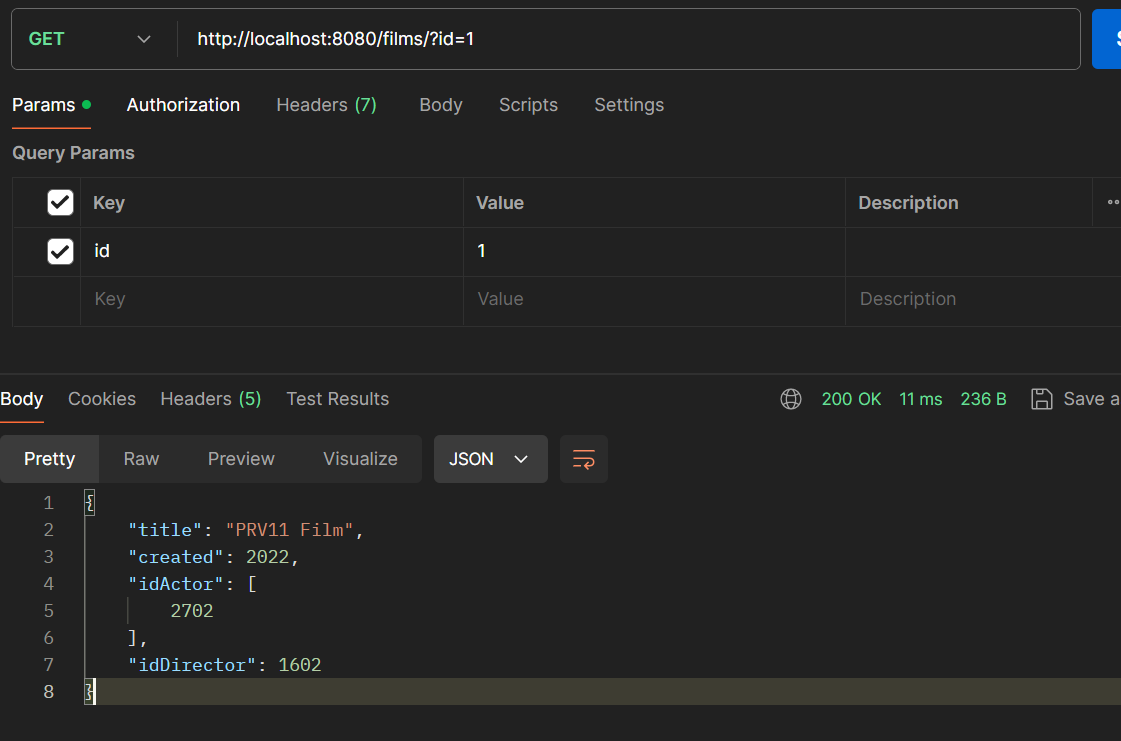 GET http://localhost:8080/films/?id=1
Params Authorization Headers (7) Body Scripts Settings
Query Params
Key Value Description
id 1
Key Value Description
Body Cookies Headers (5) Test Results 200 OK 11 ms 236 B Save a
Pretty Raw Preview Visualize JSON
1 {
2 "title": "PRV11 Film",
3 "created": 2022,
4 "idActor": [
5 2702
6 ],
7 "idDirector": 1602
8 }